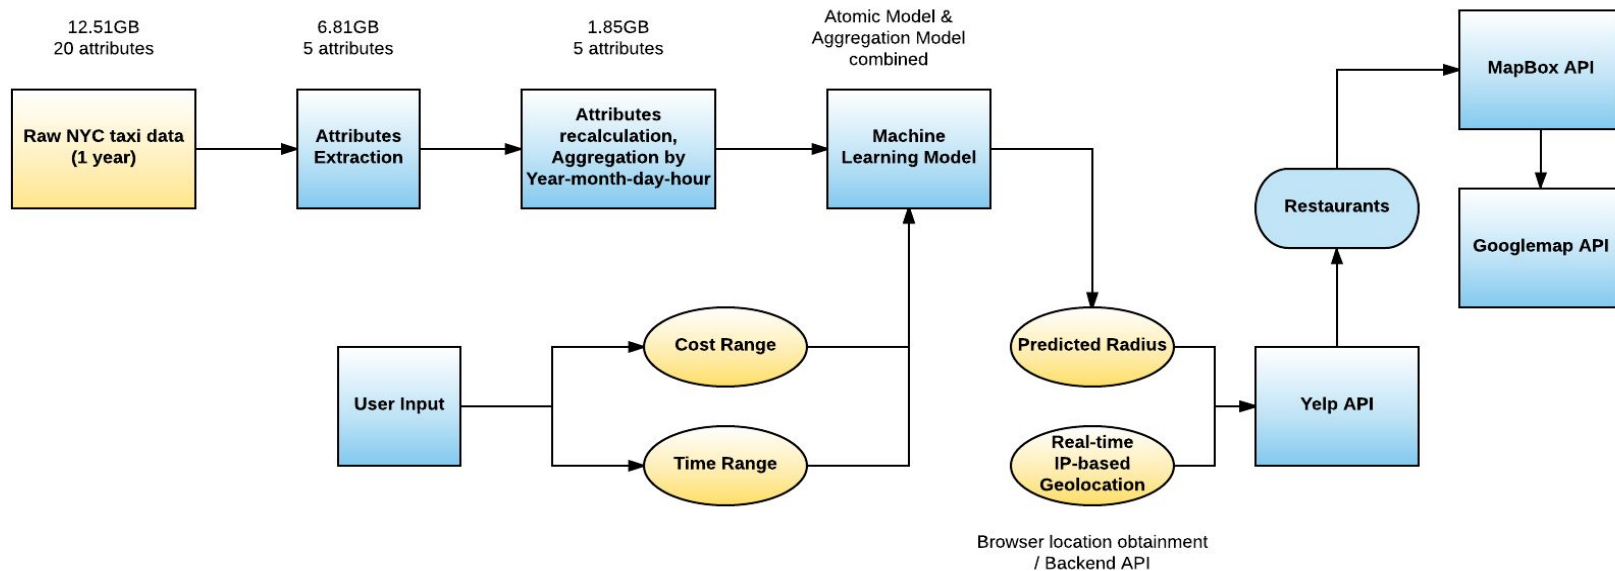 12.51GB
20 attributes
6.81GB
5 attributes
1.85GB
5 attributes
Atomic Model &
Aggregation Model
combined
Raw NYC taxi data
(1 year)
Attributes
Extraction
Attributes
recalculation,
Aggregation by
Year-month-day-hour
Machine
Learning Model
MapBox API
Restaurants
Googlemap API
User Input
Cost Range
Time Range
Predicted Radius
Real-time
IP-based
Geolocation
Yelp API
Browser location obtainment
/ Backend API